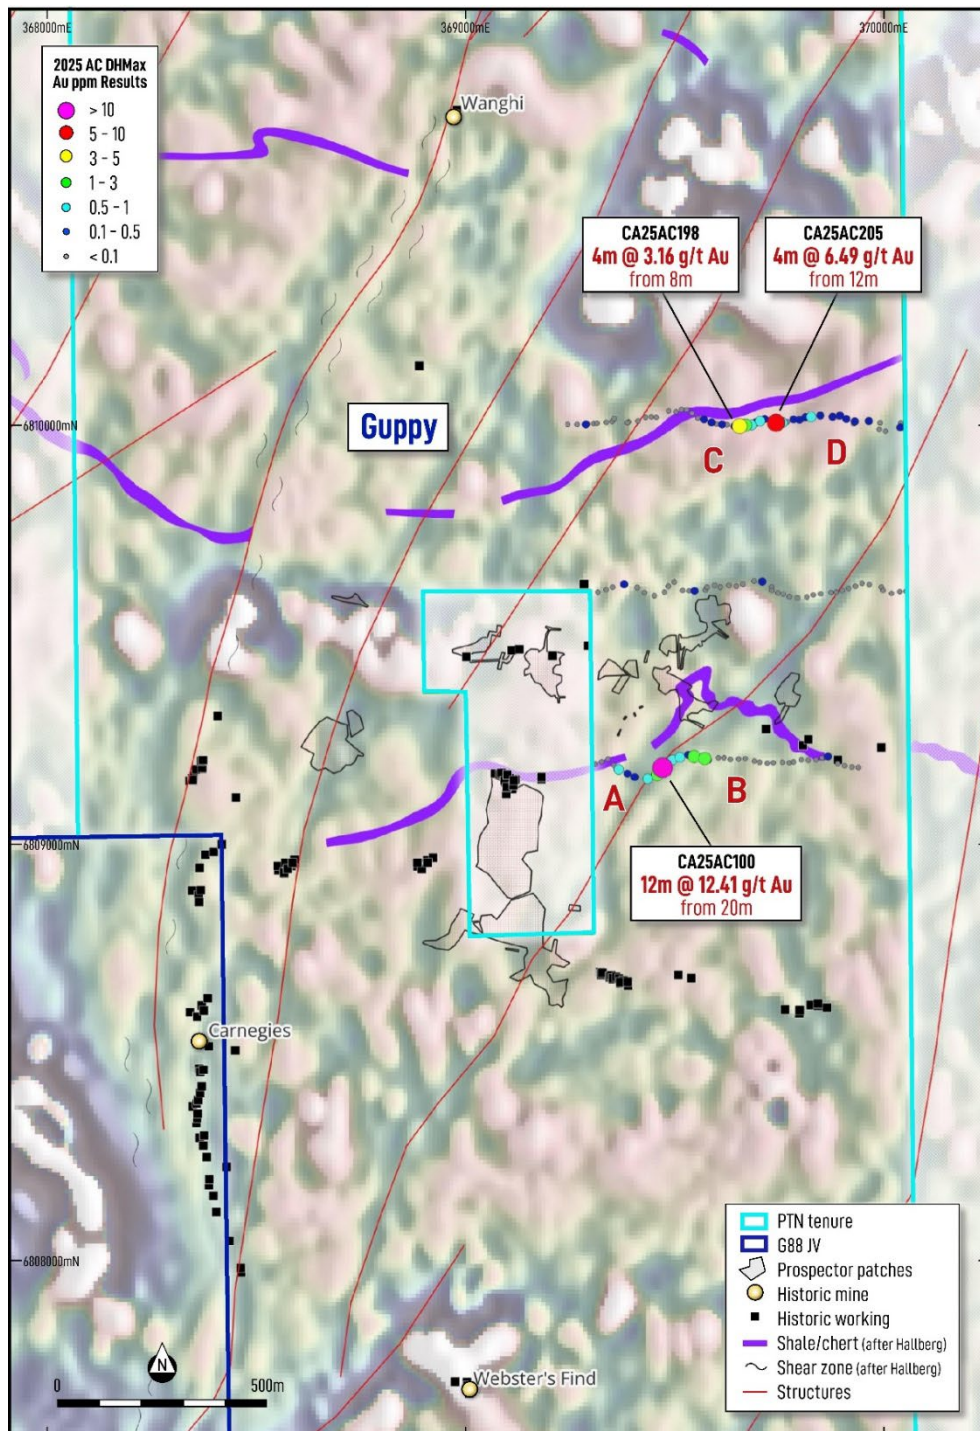 368000mE
369000mE
370000mE
2025 AC DHMax
Au ppm Results
> 10
5 - 10
3 - 5
1 - 3
0.5 - 1
0.1 - 0.5
< 0.1
Wanghi
CA25AC198
4m @ 3.16 g/t Au
from 8m
CA25AC205
4m @ 6.49 g/t Au
from 12m
6810000mN
Guppy
C
D
A
B
6809000mN
CA25AC100
12m @ 12.41 g/t Au
from 20m
Carnegies
6808000mN
N
0
500m
Webster's Find
PTN tenure
G88 JV
Prospector patches
Historic mine
Historic working
Shale/chert (after Hallberg)
Shear zone (after Hallberg)
Structures